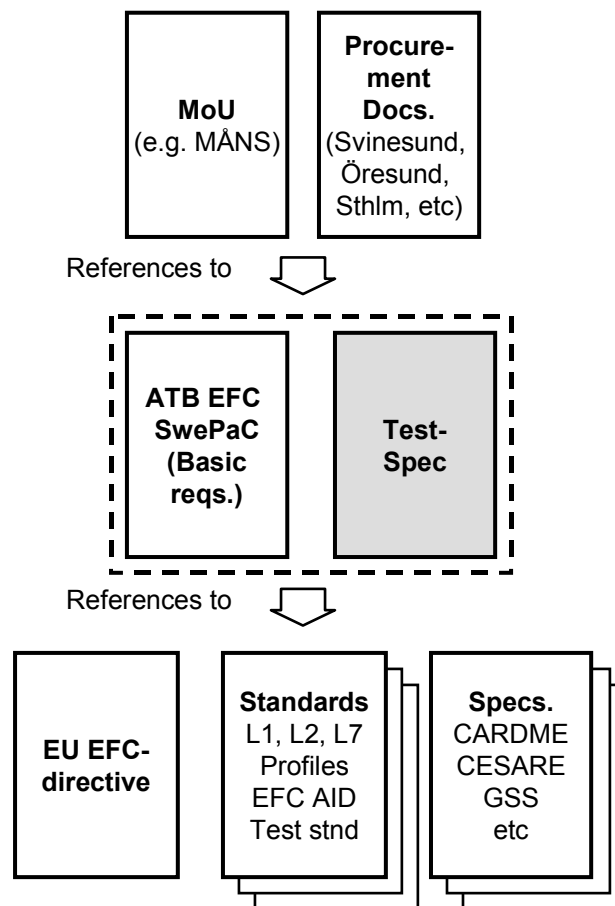 MoU
(e.g. MÅNS)
Procure-
ment
Docs.
(Svinesund,
Öresund,
Sthlm, etc)
References to
ATB EFC
SwePaC
(Basic
reqs.)
Test-
Spec
References to
EU EFC-
directive
Standards
L1, L2, L7
Profiles
EFC AID
Test stnd
Specs.
CARDME
CESARE
GSS
etc